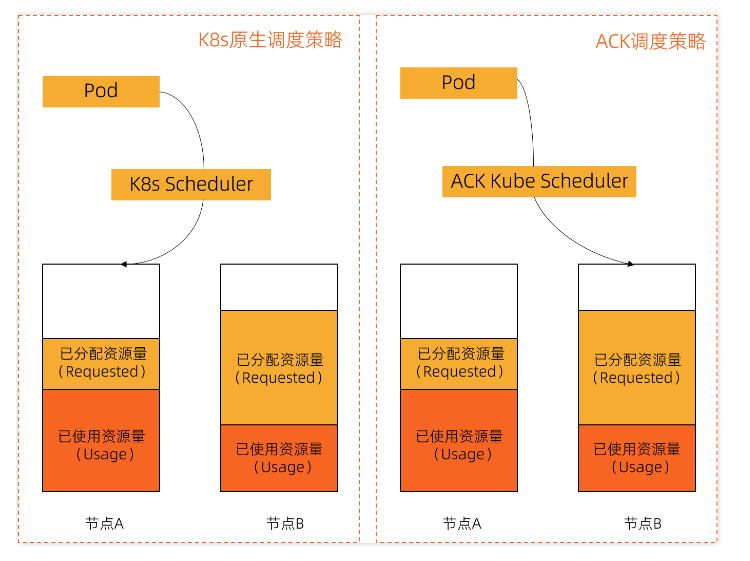 K8s原生调度策略
Pod
K8s Scheduler
已分配资源量
（Requested）
已使用资源量
（Usage）
节点A
已分配资源量
（Requested）
已使用资源量
（Usage）
节点B
ACK调度策略
Pod
ACK Kube Scheduler
已分配资源量
（Requested）
已使用资源量
（Usage）
节点A
已分配资源量
（Requested）
已使用资源量
（Usage）
节点B